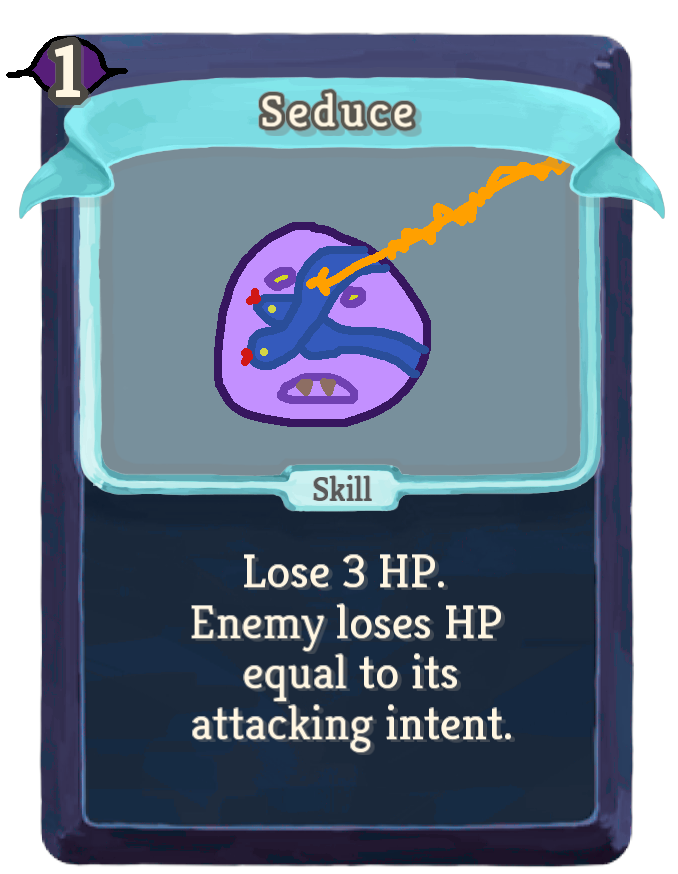 1
Seduce
Skill
Lose 3 HP.
Enemy loses HP
equal to its
attacking intent.